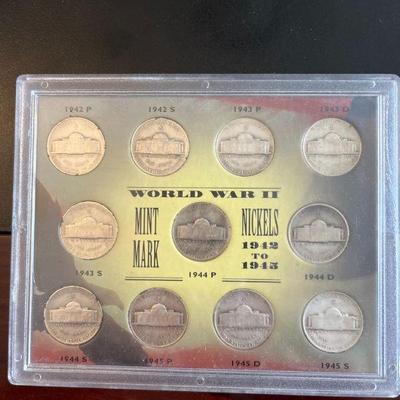 1942 P 1942 S 1943 P 1943 D
WORLD WAR II
MINT NICKELS
MARK 1942
TO
1945
1943 S 1944 P 1944 D
1944 S 1945 P 1945 D 1945 S